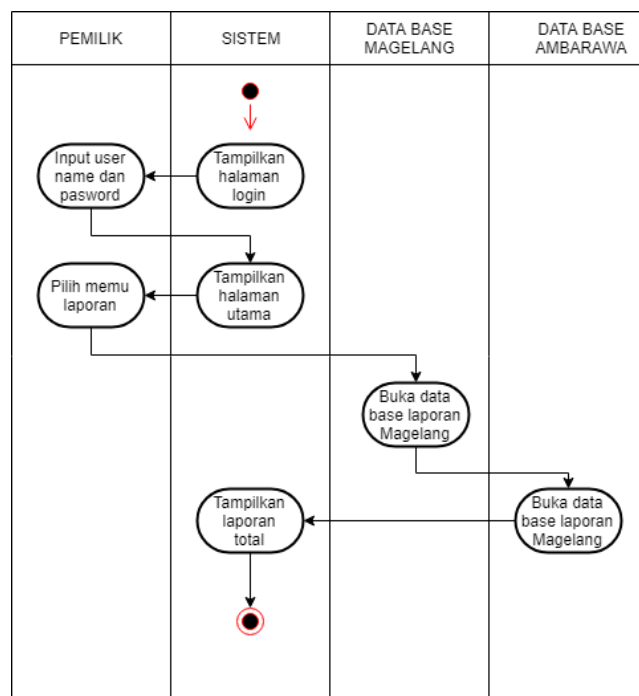 PEMILIK
SISTEM
DATA BASE
MAGELANG
DATA BASE
AMBARAWA
Input user
name dan
pasword
Tampilkan
halaman
login
Pilih memu
laporan
Tampilkan
halaman
utama
Buka data
base laporan
Magelang
Tampilkan
laporan
total
Buka data
base laporan
Magelang